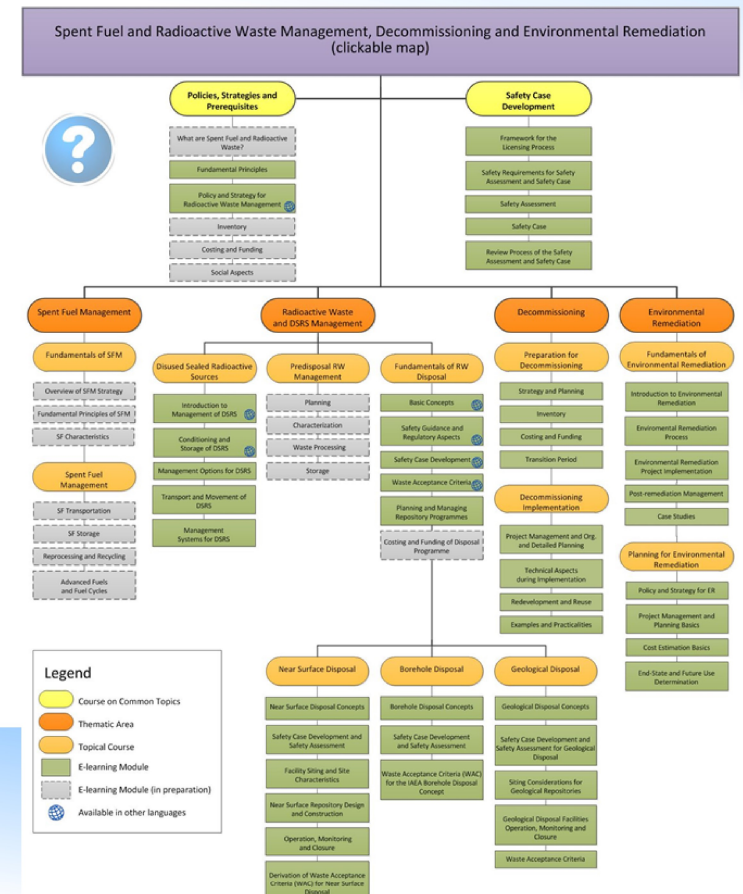 Spent Fuel and Radioactive Waste Management, Decommissioning and Environmental Remediation
(clickable map)
Policies, Strategies and
Prerequisites
What are Spent Fuel and Radioactive
Waste?
Fundamental Principles
Policy and Strategy for
Radioactive Waste Management
Inventory
Costing and Funding
Social Aspects
Safety Case
Development
Framework for the
Licensing Process
Safety Requirements for Safety
Assessment and Safety Case
Safety Assessment
Safety Case
Review Process of the Safety
Assessment and Safety Case
?
Spent Fuel Management
Fundamentals of SFM
Overview of SFM Strategy
Fundamental Principles of SFM
SF Characteristics
Spent Fuel
Management
SF Transportation
SF Storage
Reprocessing and Recycling
Advanced Fuels
and Fuel Cycles
Radioactive Waste
and DSRS Management
Disused Sealed Radioactive
Sources
Introduction to
Management of DSRS
Conditioning and
Storage of DSRS
Management Options for DSRS
Transport and Movement of
DSRS
Management
Systems for DSRS
Predisposal RW
Management
Planning
Characterization
Waste Processing
Storage
Fundamentals of RW
Disposal
Basic Concepts
Safety Guidance and
Regulatory Aspects
Safety Case Development
Waste Acceptance Criteria
Planning and Managing
Repository Programmes
Costing and Funding of Disposal
Programme
Near Surface Disposal
Near Surface Disposal Concepts
Safety Case Development and
Safety Assessment
Facility Siting and Site
Characteristics
Near Surface Repository Design
and Construction
Operation, Monitoring
and Closure
Derivation of Waste Acceptance
Criteria (WAC) for Near Surface
Disposal
Borehole Disposal
Borehole Disposal Concepts
Safety Case Development
and Safety Assessment
Waste Acceptance Criteria (WAC)
for the IAEA Borehole Disposal
Concept
Geological Disposal
Geological Disposal Concepts
Safety Case Development and
Safety Assessment for Geological
Disposal
Siting Considerations for
Geological Repositories
Geological Disposal Facilities
Operation, Monitoring and
Closure
Waste Acceptance Criteria
Decommissioning
Preparation for
Decommissioning
Strategy and Planning
Inventory
Costing and Funding
Transition Period
Decommissioning
Implementation
Project Management and Org.
and Detailed Planning
Technical Aspects
during Implementation
Redevelopment and Reuse
Examples and Practicalities
Environmental
Remediation
Fundamentals of
Environmental Remediation
Introduction to Environmental
Remediation
Enviromental Remediation
Process
Environmental Remediation
Project Implementation
Post-remediation Management
Case Studies
Planning for Environmental
Remediation
Policy and Strategy for ER
Project Management and
Planning Basics
Cost Estimation Basics
End-State and Future Use
Determination
Legend
Course on Common Topics
Thematic Area
Topical Course
E-learning Module
E-learning Module (in preparation)
Available in other languages